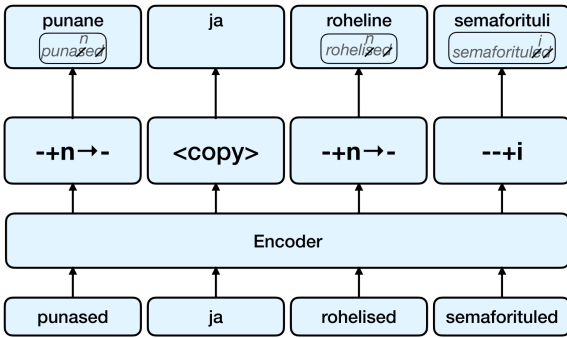 punane ja roheline semaforituli
n n i
punased rohelised semaforituled
-+n→- <copy> -+n→- --+i
Encoder
punased ja rohelised semaforituled